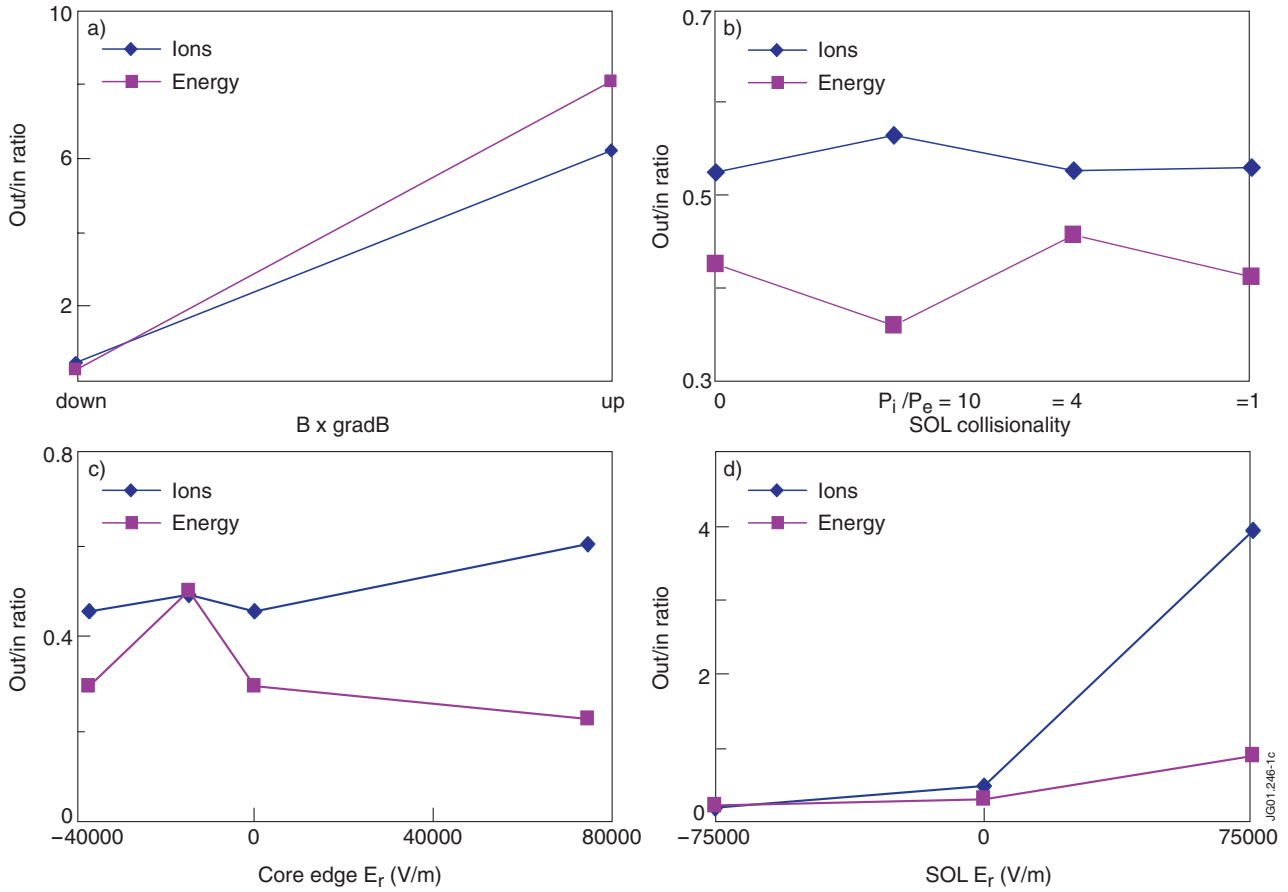 a)
10
6
2
Out/in ratio
Ions
Energy
down
up
B x gradB
b)
0.7
0.5
0.3
Out/in ratio
Ions
Energy
0
Pi /Pe = 10
= 4
=1
SOL collisionality
c)
0.8
0.4
0
Out/in ratio
Ions
Energy
−40000
0
40000
80000
Core edge Er (V/m)
d)
4
2
0
Out/in ratio
Ions
Energy
−75000
0
75000
SOL Er (V/m)
JG01.246-1c